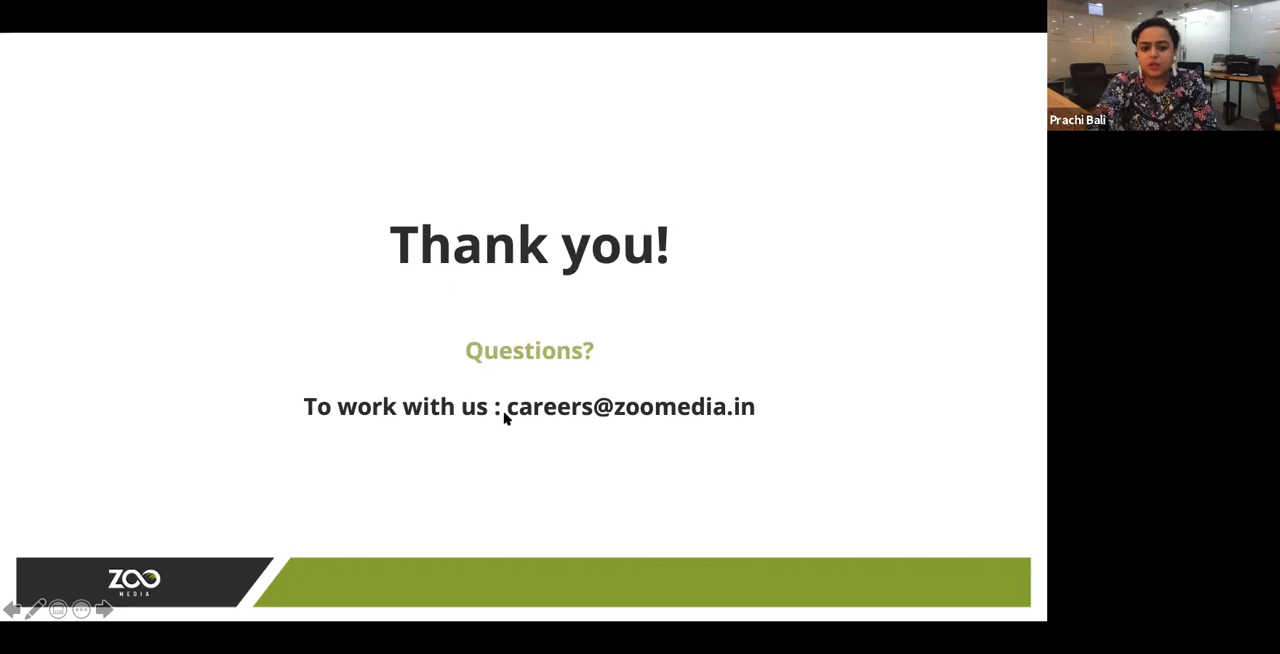 Prachi Bali
Thank you!
Questions?
To work with us : careers@zoomedia.in
ZOO
MEDIA